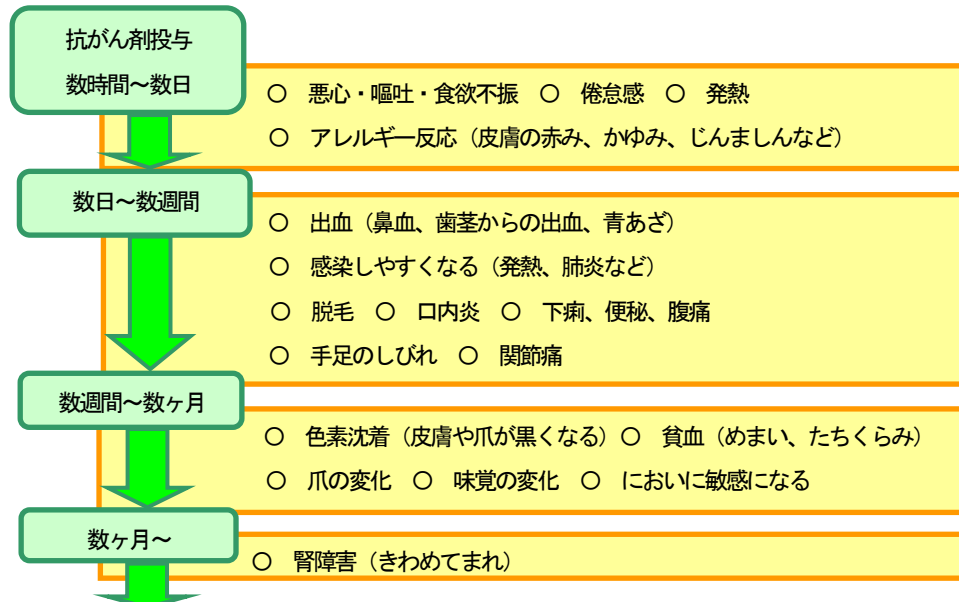 抗がん剤投与
数時間～数日
○ 悪心・嘔吐・食欲不振 ○ 倦怠感 ○ 発熱
○ アレルギー反応（皮膚の赤み、かゆみ、じんましんなど）
数日～数週間
○ 出血（鼻血、歯茎からの出血、青あざ）
○ 感染しやすくなる（発熱、肺炎など）
○ 脱毛 ○ 口内炎 ○ 下痢、便秘、腹痛
○ 手足のしびれ ○ 関節痛
数週間～数ヶ月
○ 色素沈着（皮膚や爪が黒くなる）○ 貧血（めまい、たちくらみ）
○ 爪の変化 ○ 味覚の変化 ○ においに敏感になる
数ヶ月～
○ 腎障害（きわめてまれ）